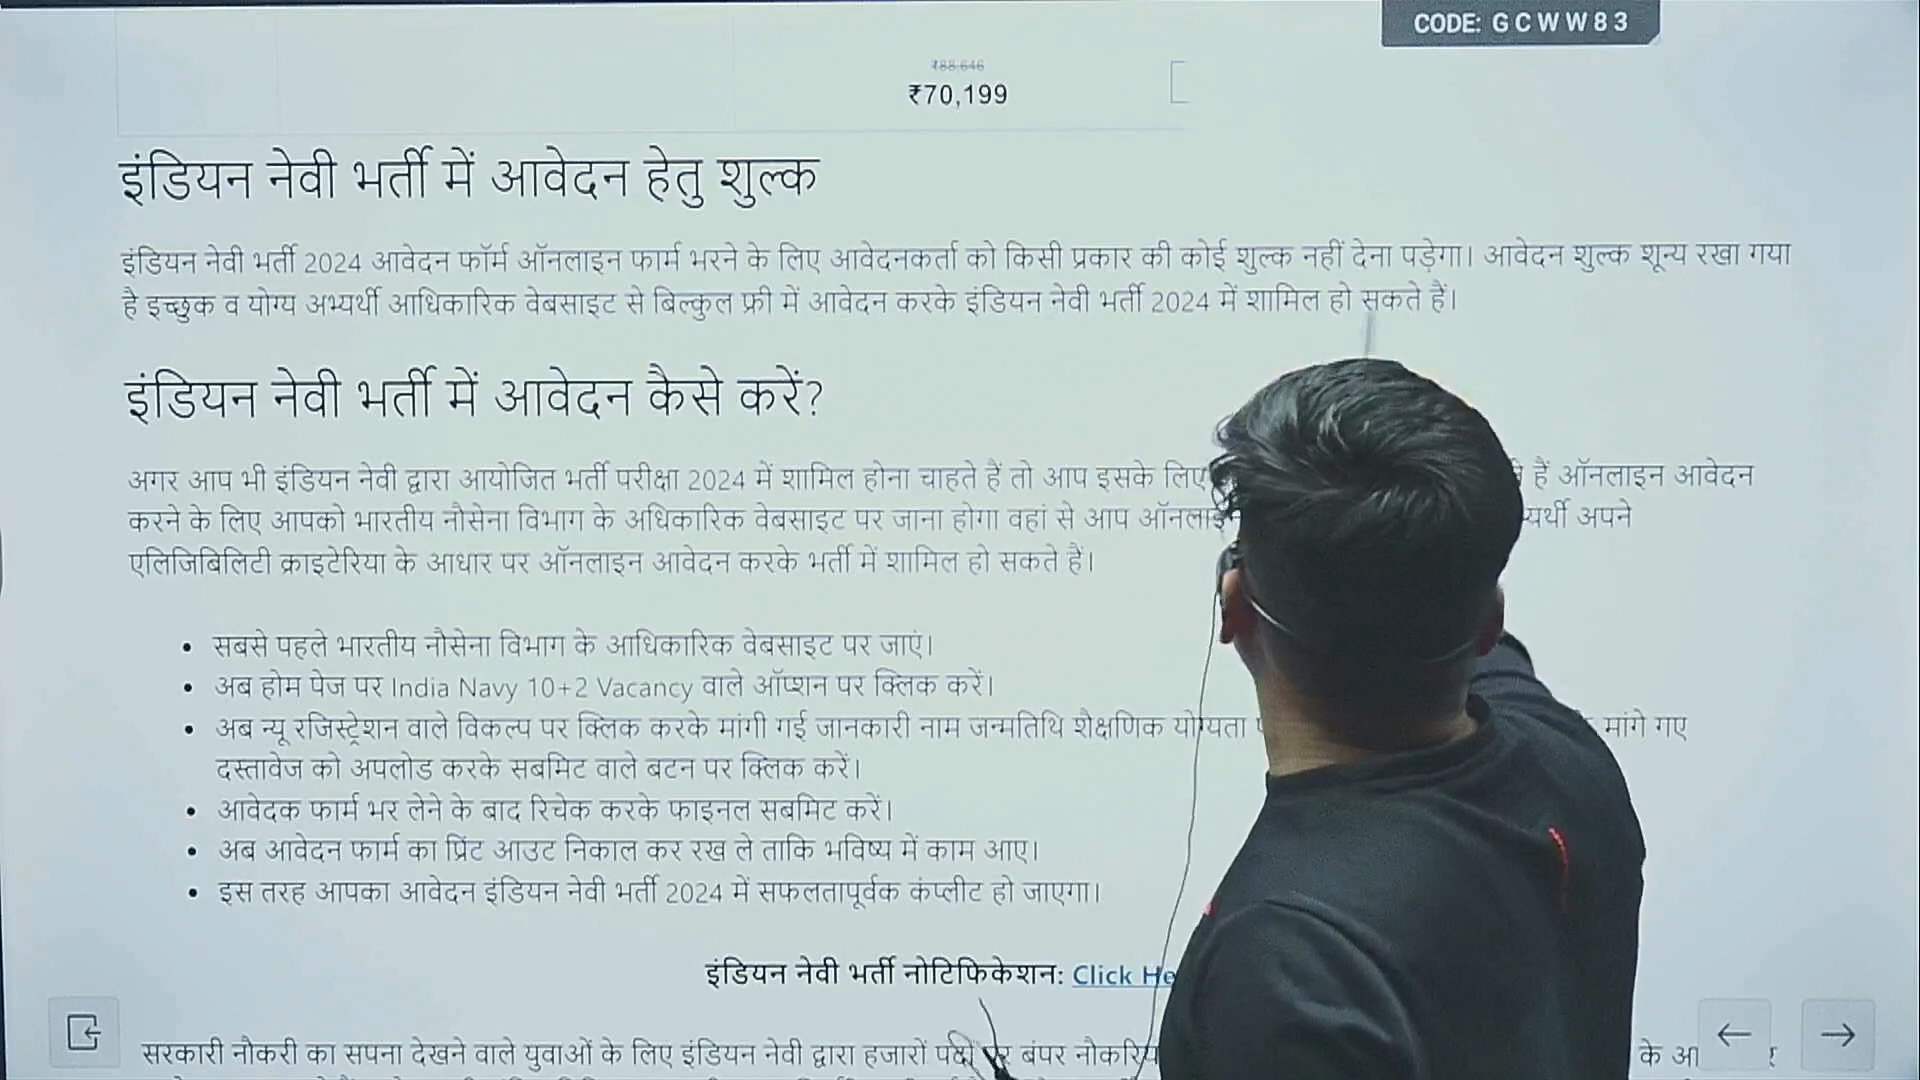 CODE: G C W W 8 3
₹88,646
₹70,199
इंडियन नेवी भर्ती में आवेदन हेतु शुल्क
इंडियन नेवी भर्ती 2024 आवेदन फॉर्म ऑनलाइन फार्म भरने के लिए आवेदनकर्ता को किसी प्रकार की कोई शुल्क नहीं देना पड़ेगा। आवेदन शुल्क शून्य रखा गया
है इच्छुक व योग्य अभ्यर्थी आधिकारिक वेबसाइट से बिल्कुल फ्री में आवेदन करके इंडियन नेवी भर्ती 2024 में शामिल हो सकते हैं।
इंडियन नेवी भर्ती में आवेदन कैसे करें?
अगर आप भी इंडियन नेवी द्वारा आयोजित भर्ती परीक्षा 2024 में शामिल होना चाहते हैं तो आप इसके लिए हैं ऑनलाइन आवेदन
करने के लिए आपको भारतीय नौसेना विभाग के अधिकारिक वेबसाइट पर जाना होगा वहां से आप अपने
एलिजिबिलिटी क्राइटेरिया के आधार पर ऑनलाइन आवेदन करके भर्ती में शामिल हो सकते हैं।
• सबसे पहले भारतीय नौसेना विभाग के आधिकारिक वेबसाइट पर जाएं।
• अब होम पेज पर India Navy 10+2 Vacancy वाले ऑप्शन पर क्लिक करें।
• अब न्यू रजिस्ट्रेशन वाले विकल्प पर क्लिक करके मांगी गई जानकारी नाम जन्मतिथि शैक्षणिक योग्यता मांगे गए
दस्तावेज को अपलोड करके सबमिट वाले बटन पर क्लिक करें।
• आवेदक फार्म भर लेने के बाद रिचेक करके फाइनल सबमिट करें।
• अब आवेदन फार्म का प्रिंट आउट निकाल कर रख ले ताकि भविष्य में काम आए।
• इस तरह आपका आवेदन इंडियन नेवी भर्ती 2024 में सफलतापूर्वक कंप्लीट हो जाएगा।
इंडियन नेवी भर्ती नोटिफिकेशन: Click
सरकारी नौकरी का सपना देखने वाले युवाओं के लिए इंडियन नेवी द्वारा हजारों बंपर के